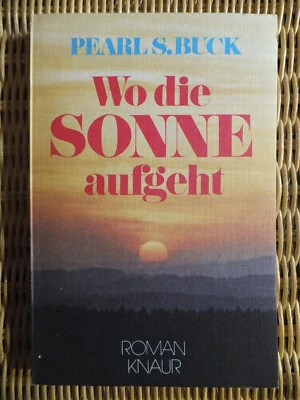 PEARL S. BUCK
Wo die
SONNE
aufgeht
ROMAN
KNAUR